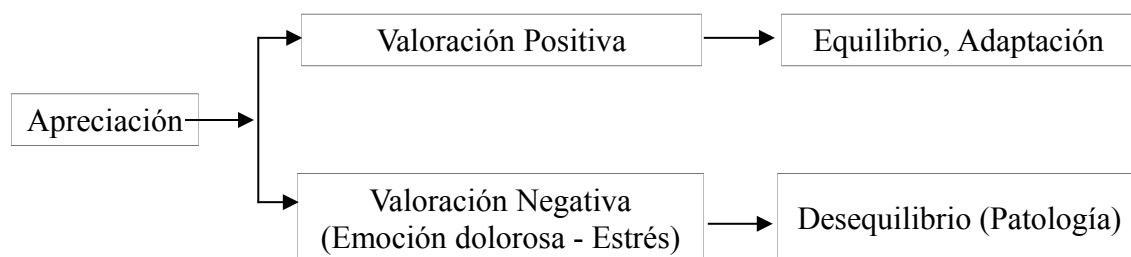 Valoración Positiva
Equilibrio, Adaptación
Apreciación
Valoración Negativa
(Emoción dolorosa - Estrés)
Desequilibrio (Patología)